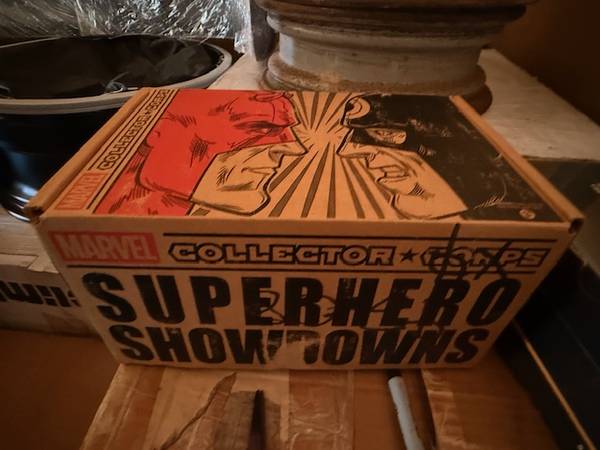 MARVEL COLLECTOR CORPS
MARVEL COLLECTOR ★ CORPS
SUPERHERO
SHOWDOWNS